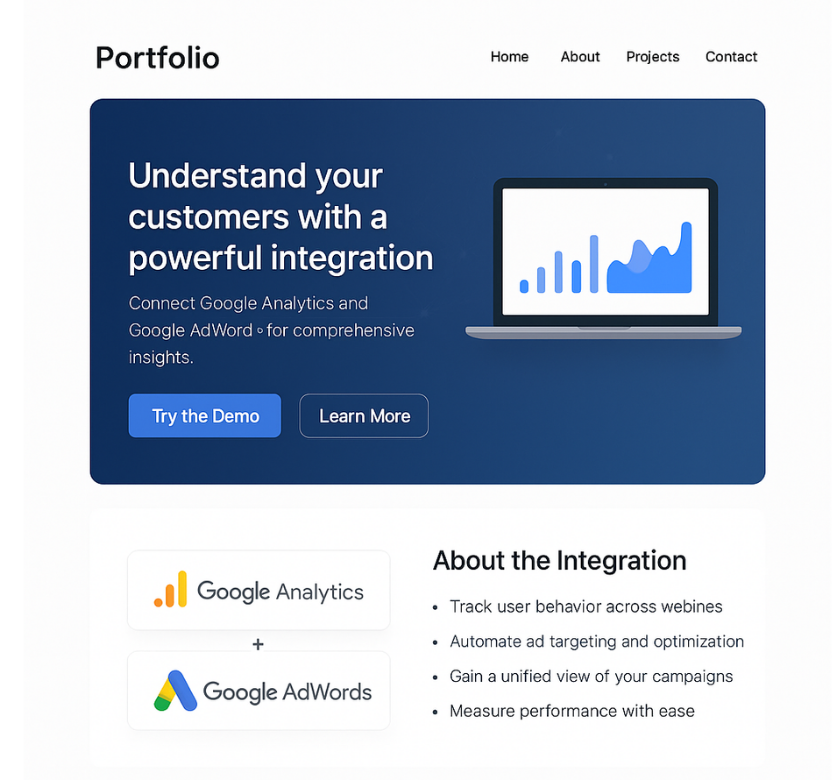 Portfolio
Home About Projects Contact
Understand your
customers with a
powerful integration
Connect Google Analytics and
Google AdWord◦for comprehensive
insights.
Try the Demo Learn More
Google Analytics
+
Google AdWords
About the Integration
• Track user behavior across webines
• Automate ad targeting and optimization
• Gain a unified view of your campaigns
• Measure performance with ease